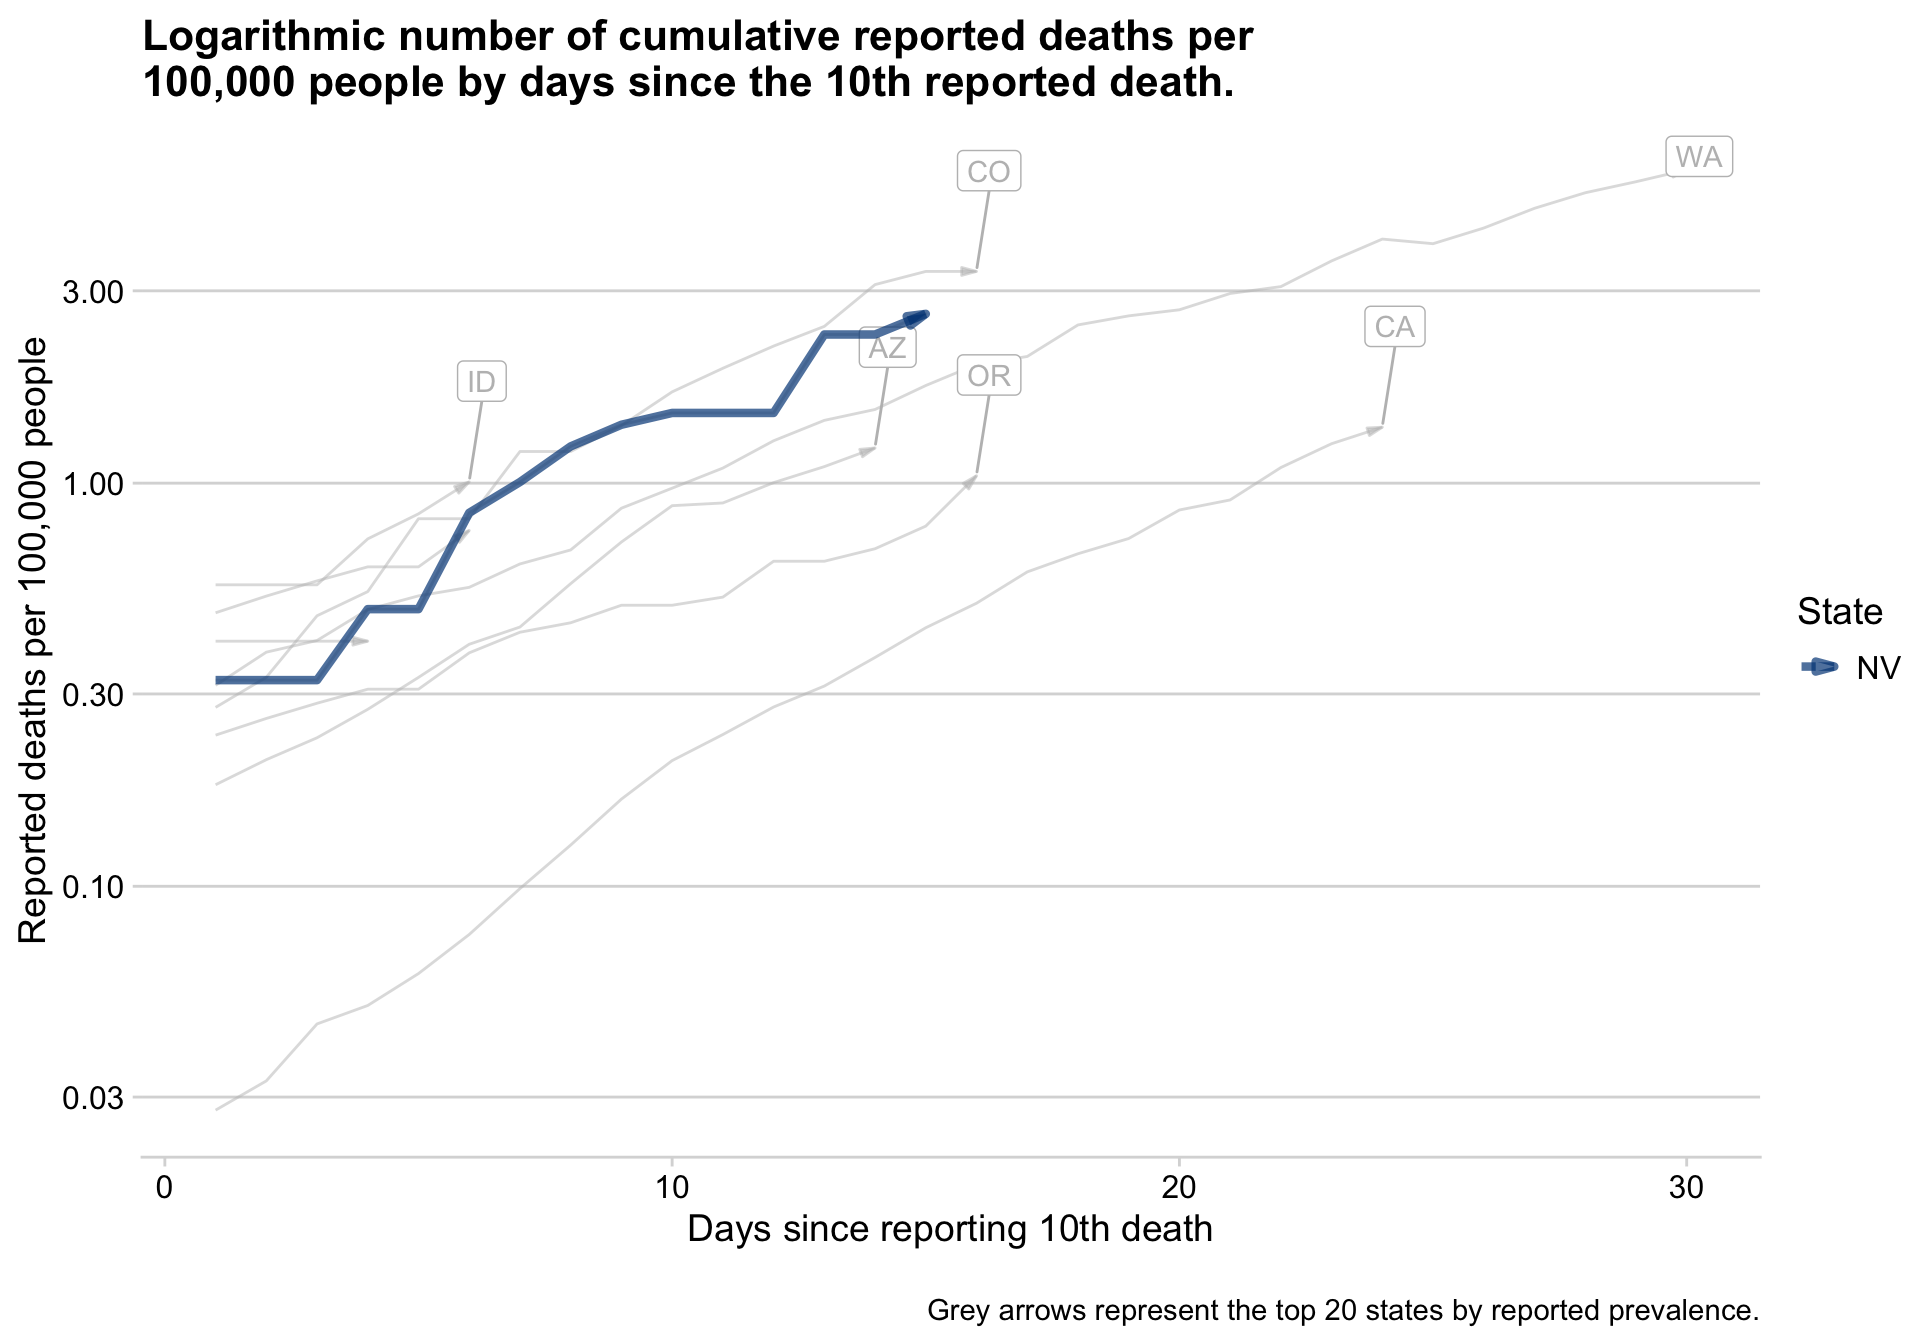 Logarithmic number of cumulative reported deaths per
100,000 people by days since the 10th reported death.
CO
WA
3.00
CA
AZ
OR
ID
Reported deaths per 100,000 people
1.00
State
NV
0.30
0.10
0.03
0
10
20
30
Days since reporting 10th death
Grey arrows represent the top 20 states by reported prevalence.